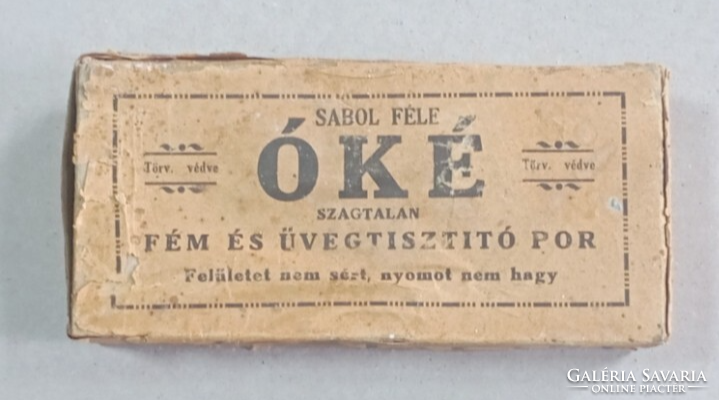 SABOL FÉLE
ÓKÉ
Törv. védve
Törv. védve
SZAGTALAN
FÉM ÉS ÜVEGTISZTITÓ POR
Felületet nem sért, nyomot nem hagy
GALÉRIA SAVARIA
ONLINE PIACTÉR